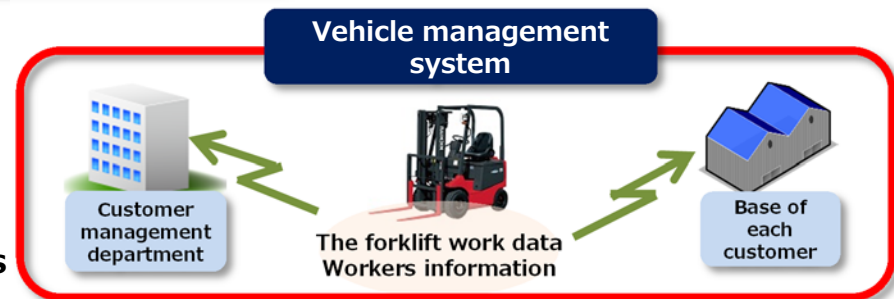 Vehicle management
system
Customer
management
department
The forklift work data
Workers information
Base of
each
customer
s